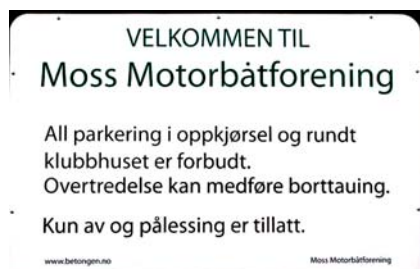 VELKOMMEN TIL
Moss Motorbåtforening
All parkering i oppkjørsel og rundt
klubbhuset er forbudt.
Overtredelse kan medføre borttauing.
Kun av og pålessing er tillatt.
www.betongen.no Moss Motorbåtforening